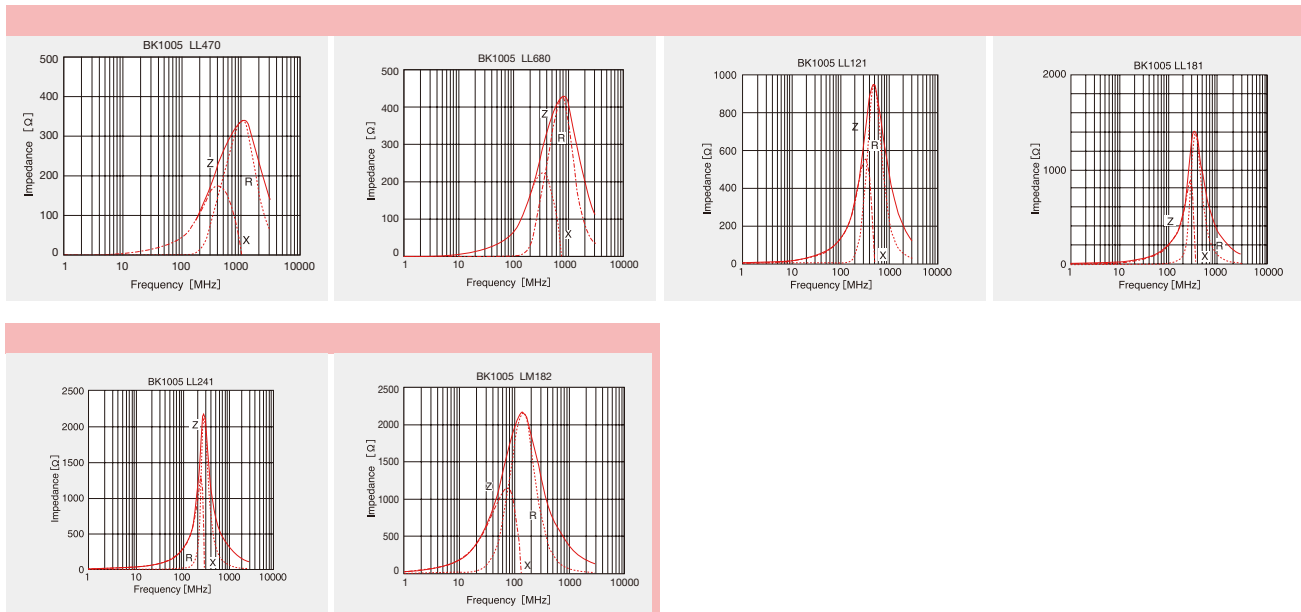 BK1005 LL470
500
400
300
200
100
0
Impedance [Ω]
Z
R
X
1 10 100 1000 10000
Frequency [MHz]
BK1005 LL680
500
400
300
200
100
0
Impedance [Ω]
Z
R
X
1 10 100 1000 10000
Frequency [MHz]
BK1005 LL121
1000
800
600
400
200
0
Impedance [Ω]
Z
R
X
1 10 100 1000 10000
Frequency [MHz]
BK1005 LL181
2000
1000
0
Impedance [Ω]
Z
R
X
1 10 100 1000 10000
Frequency [MHz]
BK1005 LL241
2500
2000
1500
1000
500
0
Impedance [Ω]
Z
R
X
1 10 100 1000 10000
Frequency [MHz]
BK1005 LM182
2500
2000
1500
1000
500
0
Impedance [Ω]
Z
R
X
1 10 100 1000 10000
Frequency [MHz]